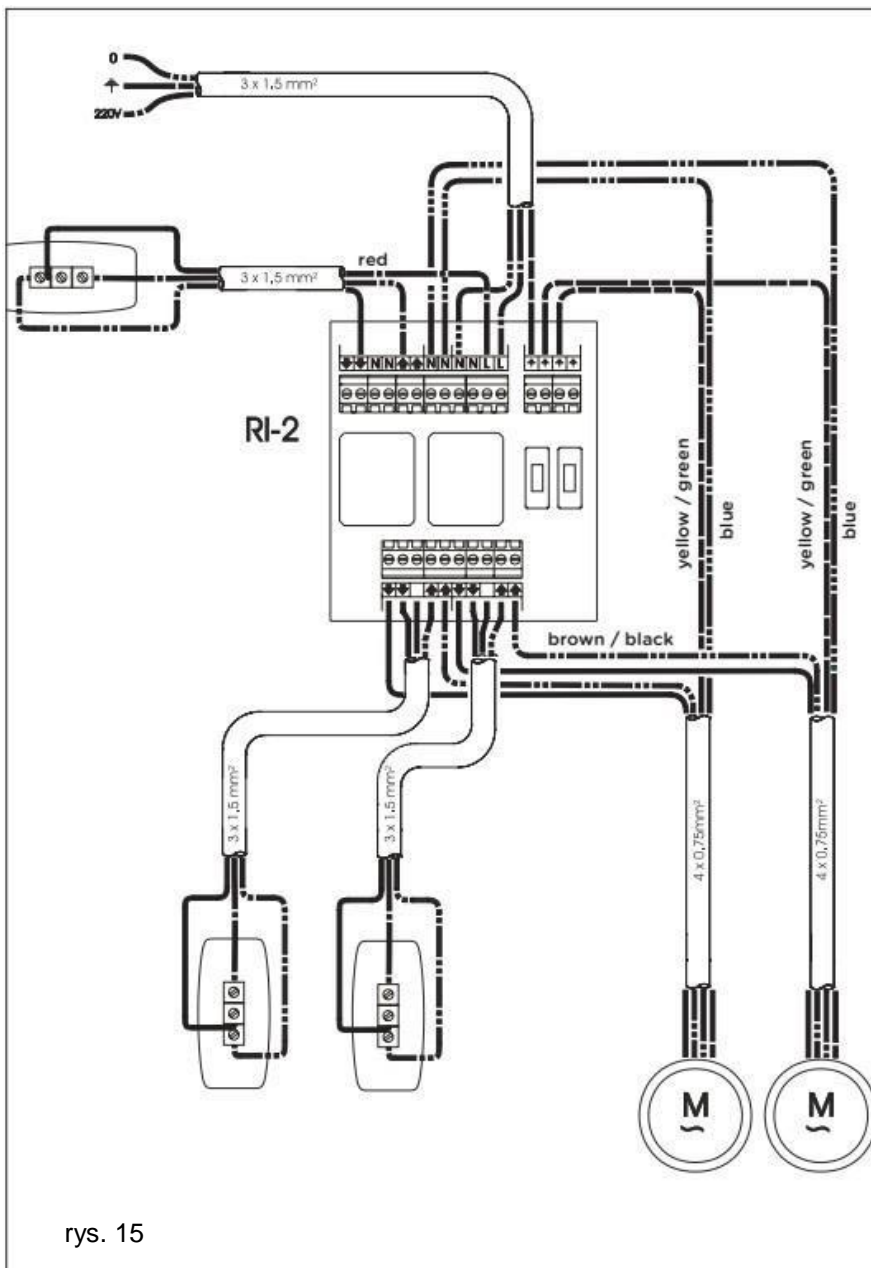 0
220V
3 x 1,5 mm²
red
3 x 1,5 mm²
N N N N N N L L
RI-2
yellow / green
blue
yellow / green
blue
brown / black
3 x 1,5 mm²
3 x 1,5 mm²
4 x 0,75mm²
4 x 0,75mm²
M
M
rys. 15